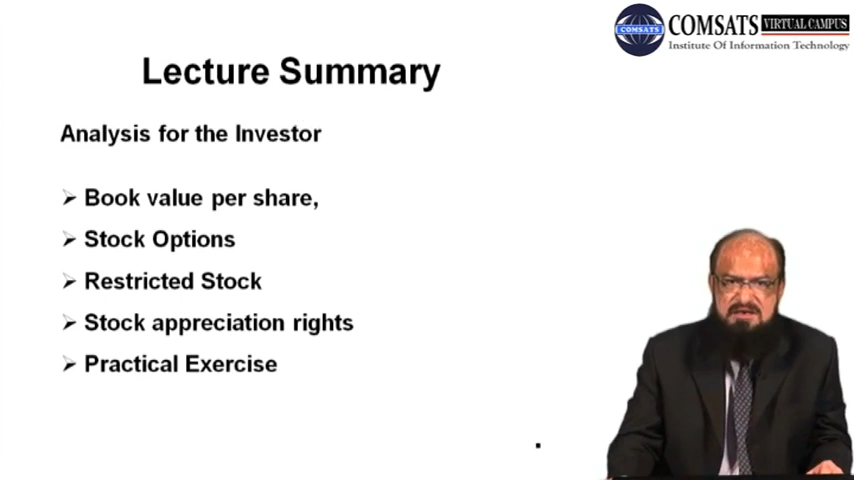 COMSATS VIRTUAL CAMPUS
COMSATS
Institute Of Information Technology
Lecture Summary
Analysis for the Investor
➢ Book value per share,
➢ Stock Options
➢ Restricted Stock
➢ Stock appreciation rights
➢ Practical Exercise
.